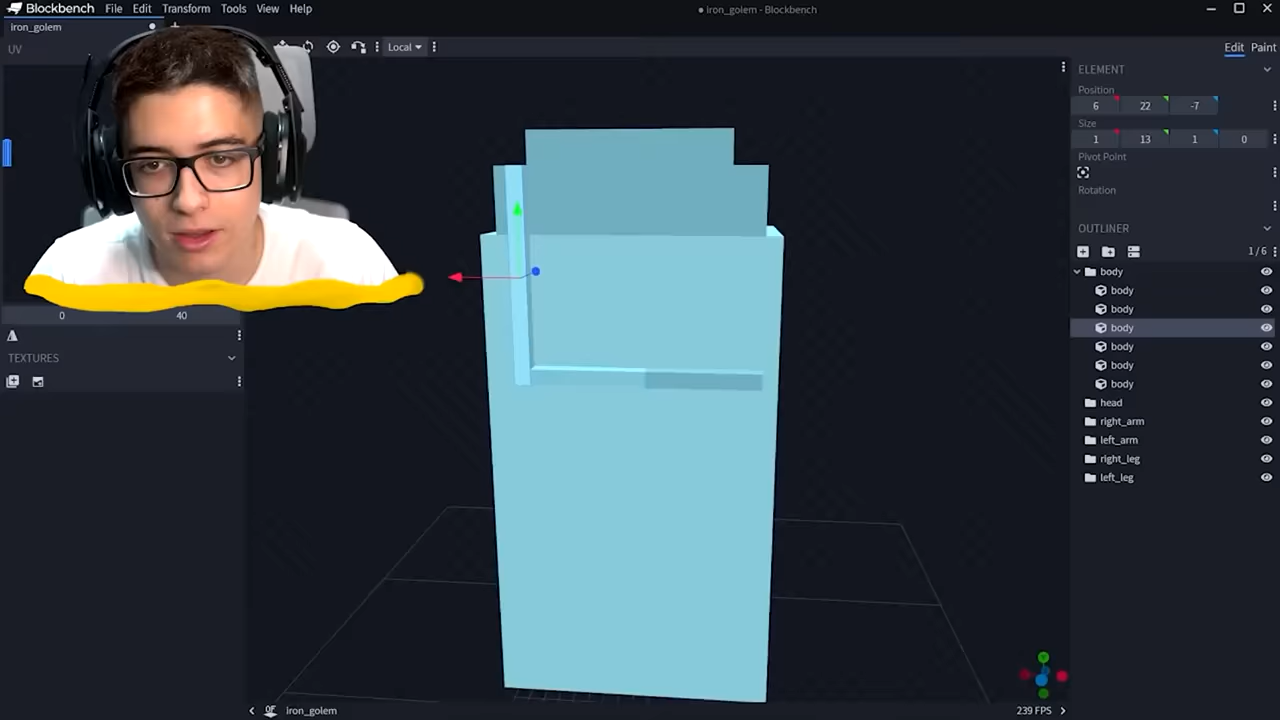 Blockbench File Edit Transform Tools View Help
iron_golem - Blockbench
iron_golem
UV
Local
Edit Paint
ELEMENT
Position
6 22 -7
Size
1 13 1 0
Pivot Point
Rotation
OUTLINER
1 / 6
body
body
body
body
body
body
body
head
right_arm
left_arm
right_leg
left_leg
0 40
TEXTURES
iron_golem
239 FPS